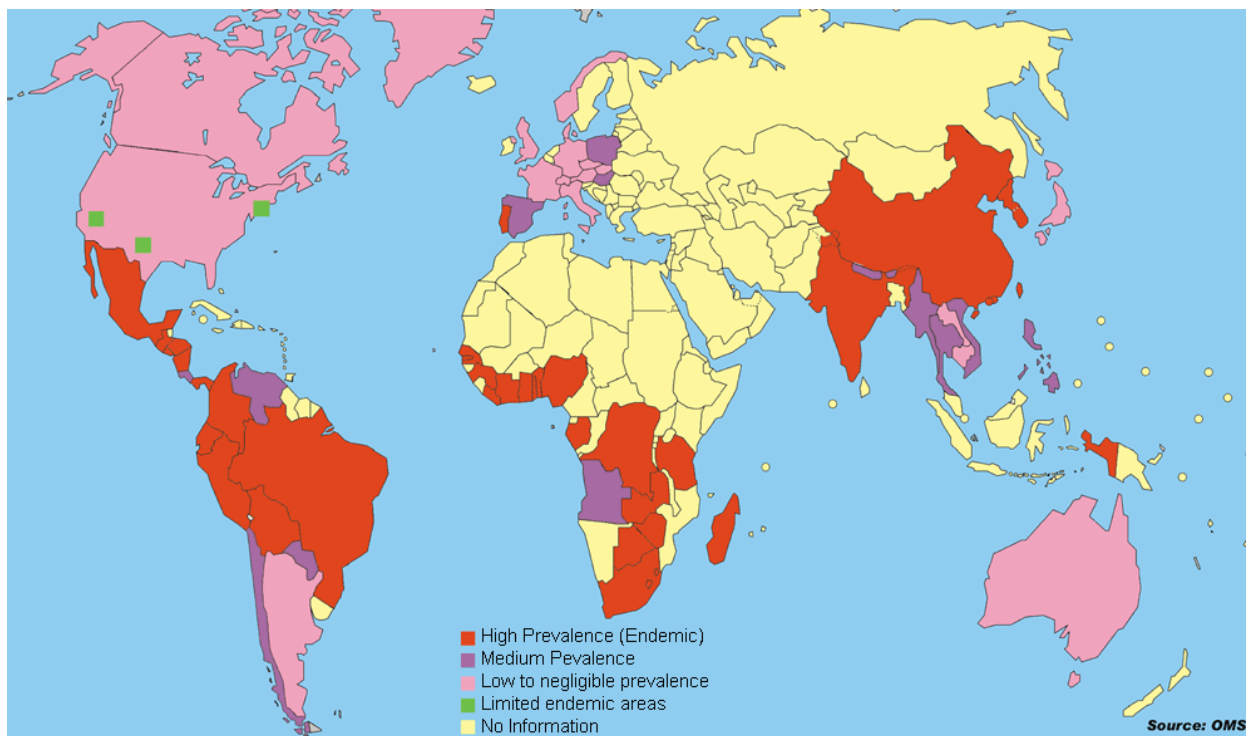 High Prevalence (Endemic)
Medium Pevalence
Low to negligible prevalence
Limited endemic areas
No Information
Source: OMS